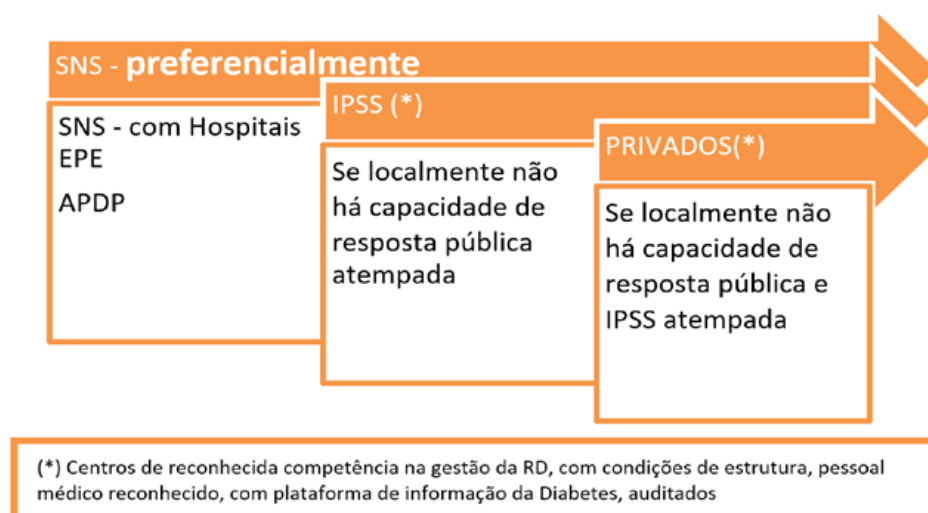 SNS - preferencialmente
SNS - com Hospitais
EPE
APDP
IPSS (*)
Se localmente não
há capacidade de
resposta pública
atempada
PRIVADOS(*)
Se localmente não
há capacidade de
resposta pública e
IPSS atempada
(*) Centros de reconhecida competência na gestão da RD, com condições de estrutura, pessoal
médico reconhecido, com plataforma de informação da Diabetes, auditados